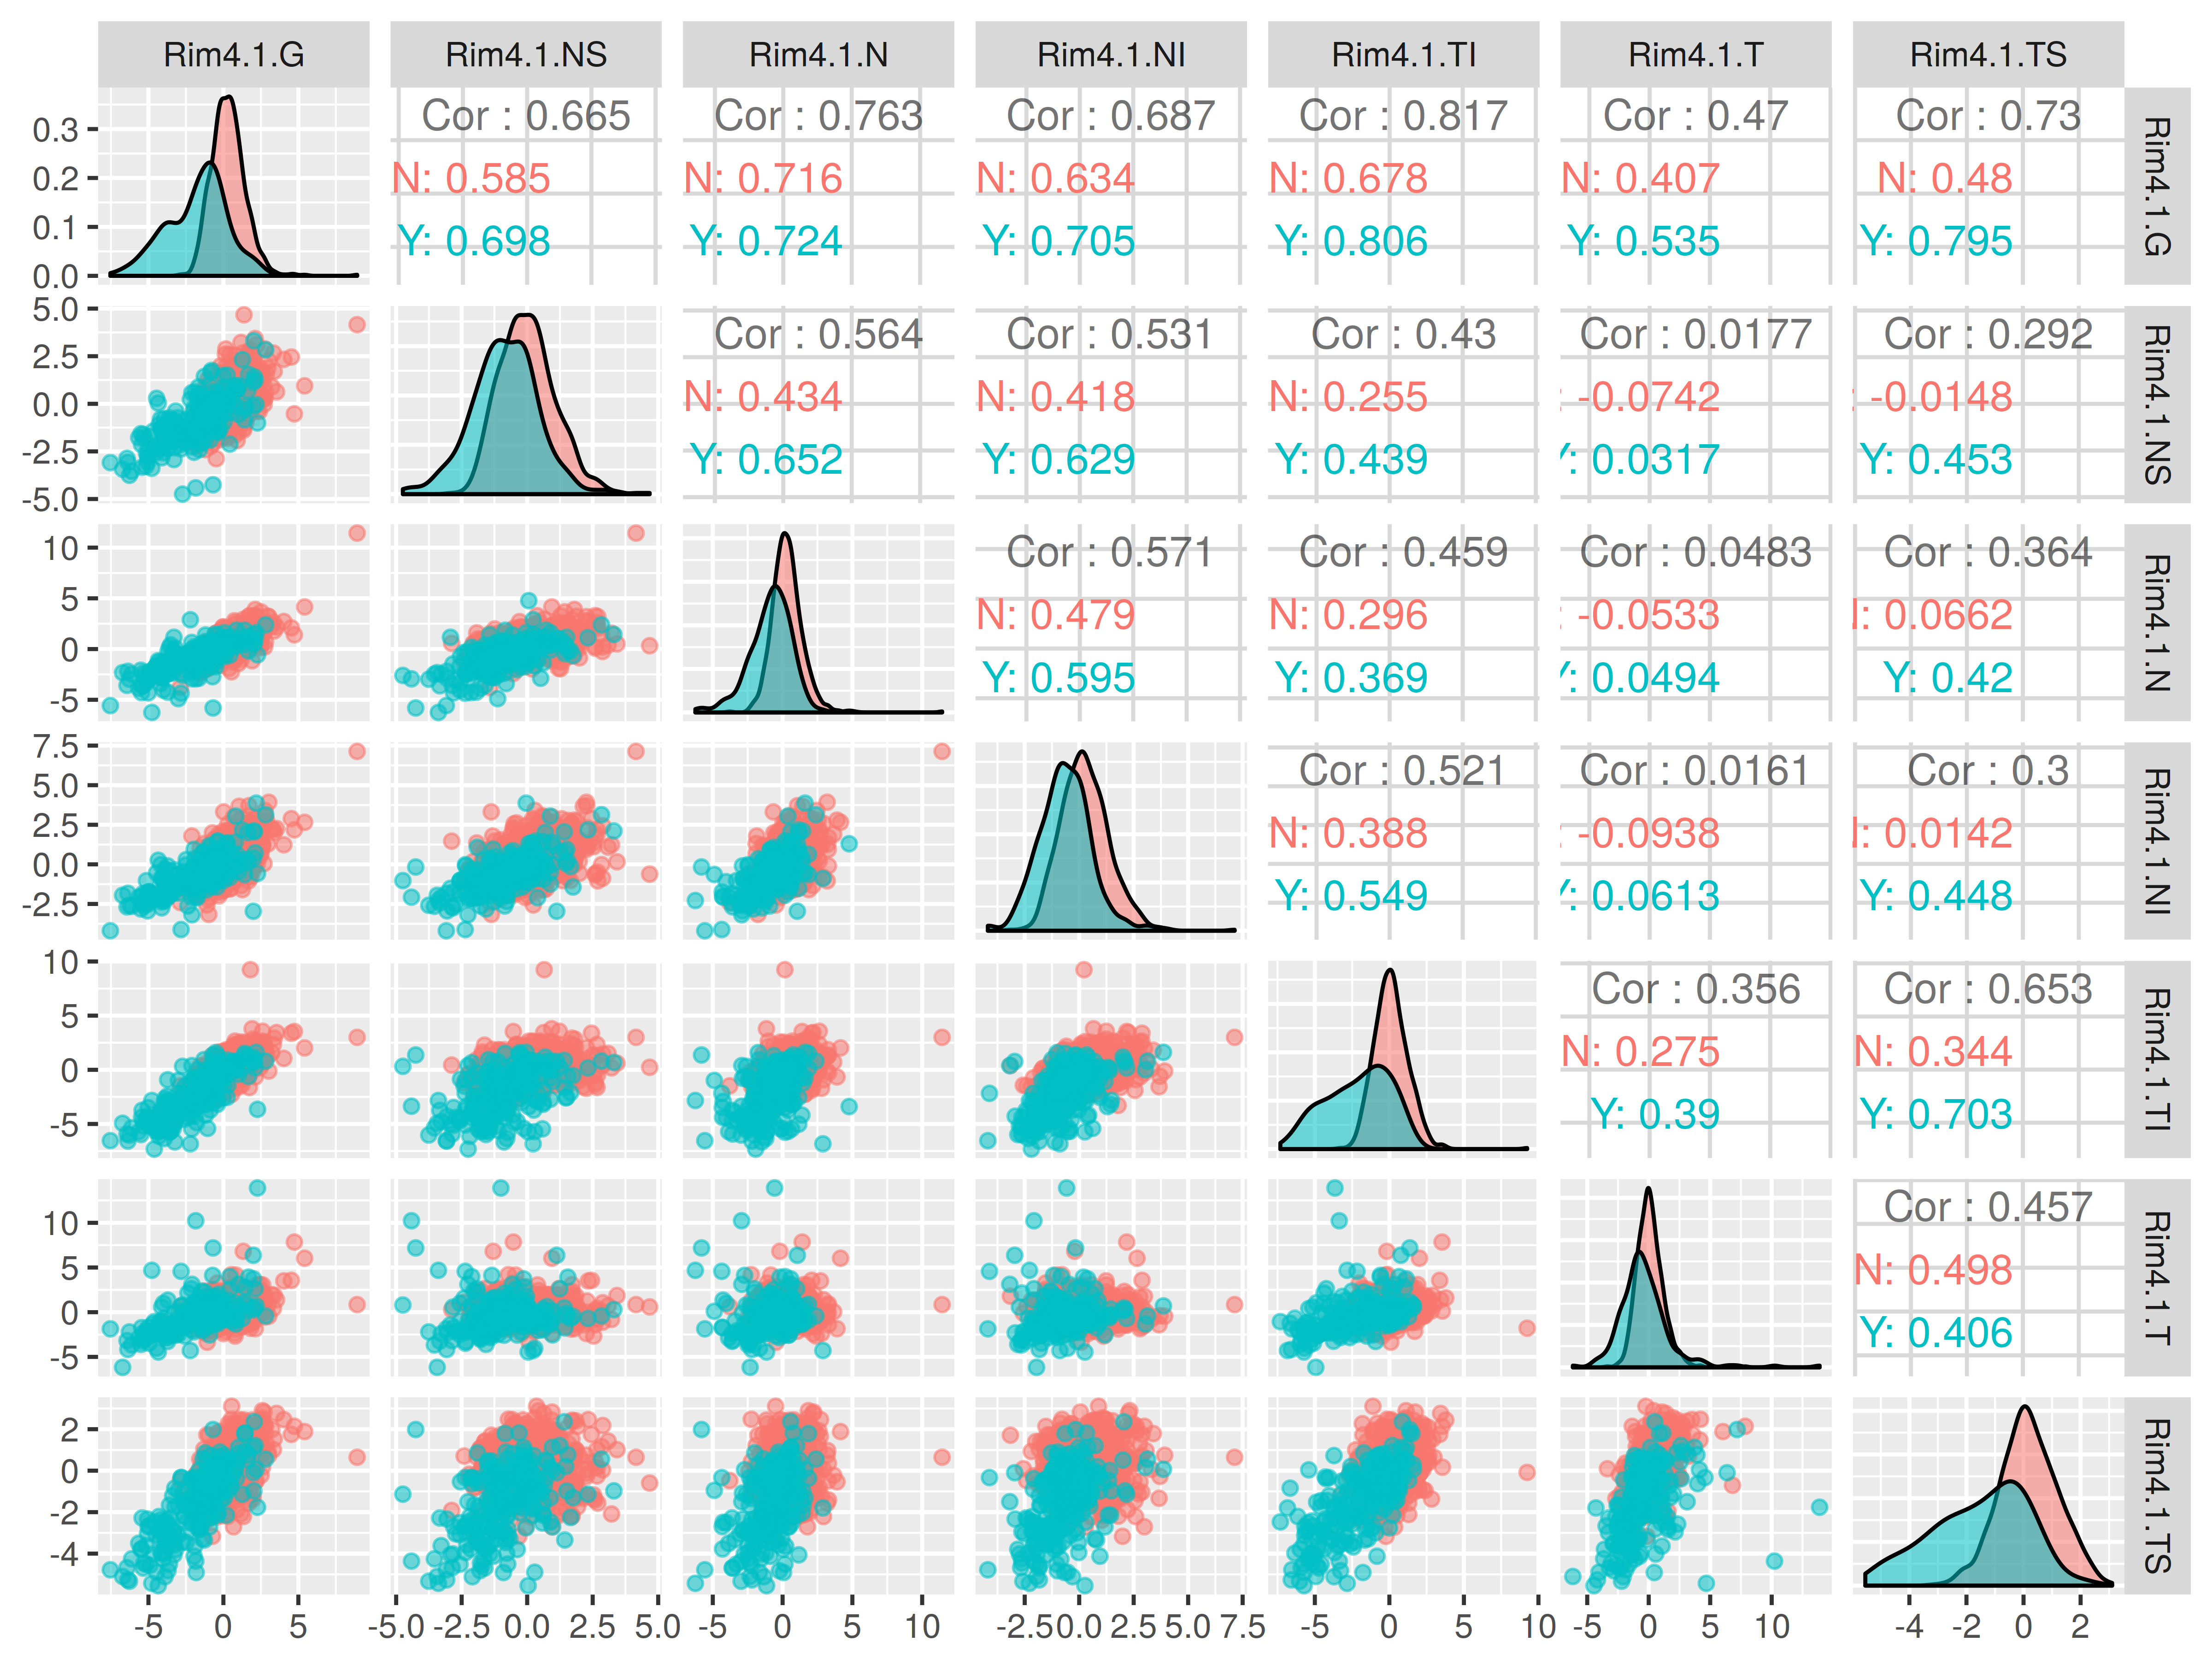 Rim4.1.G Rim4.1.NS Rim4.1.N Rim4.1.NI Rim4.1.TI Rim4.1.T Rim4.1.TS
Cor : 0.665 Cor : 0.763 Cor : 0.687 Cor : 0.817 Cor : 0.47 Cor : 0.73
0.3
N: 0.585 N: 0.716 N: 0.634 N: 0.678 N: 0.407 N: 0.48
0.2
Rim4.1.G
0.1
Y: 0.698 Y: 0.724 Y: 0.705 Y: 0.806 Y: 0.535 Y: 0.795
0.0
5.0
Cor : 0.564 Cor : 0.531 Cor : 0.43 Cor : 0.0177 Cor : 0.292
2.5
0.0
N: 0.434 N: 0.418 N: 0.255 : -0.0742 : -0.0148
Rim4.1.NS
-2.5
Y: 0.652 Y: 0.629 Y: 0.439 Y: 0.0317 Y: 0.453
-5.0
10
Cor : 0.571 Cor : 0.459 Cor : 0.0483 Cor : 0.364
5
N: 0.479 N: 0.296 : -0.0533 : 0.0662
Rim4.1.N
0
Y: 0.595 Y: 0.369 Y: 0.0494 Y: 0.42
-5
7.5
Cor : 0.521 Cor : 0.0161 Cor : 0.3
5.0
2.5
N: 0.388 : -0.0938 : 0.0142
Rim4.1.NI
0.0
Y: 0.549 Y: 0.0613 Y: 0.448
-2.5
10
Cor : 0.356 Cor : 0.653
5
N: 0.275 N: 0.344
Rim4.1.TI
0
Y: 0.39 Y: 0.703
-5
Cor : 0.457
10
5
N: 0.498
Rim4.1.T
0
Y: 0.406
-5
2
0
Rim4.1.TS
-2
-4
-5 0 5 -5.0 -2.5 0.0 2.5 5.0 -5 0 5 10 -2.5 0.0 2.5 5.0 7.5 -5 0 5 10 -5 0 5 10 -4 -2 0 2